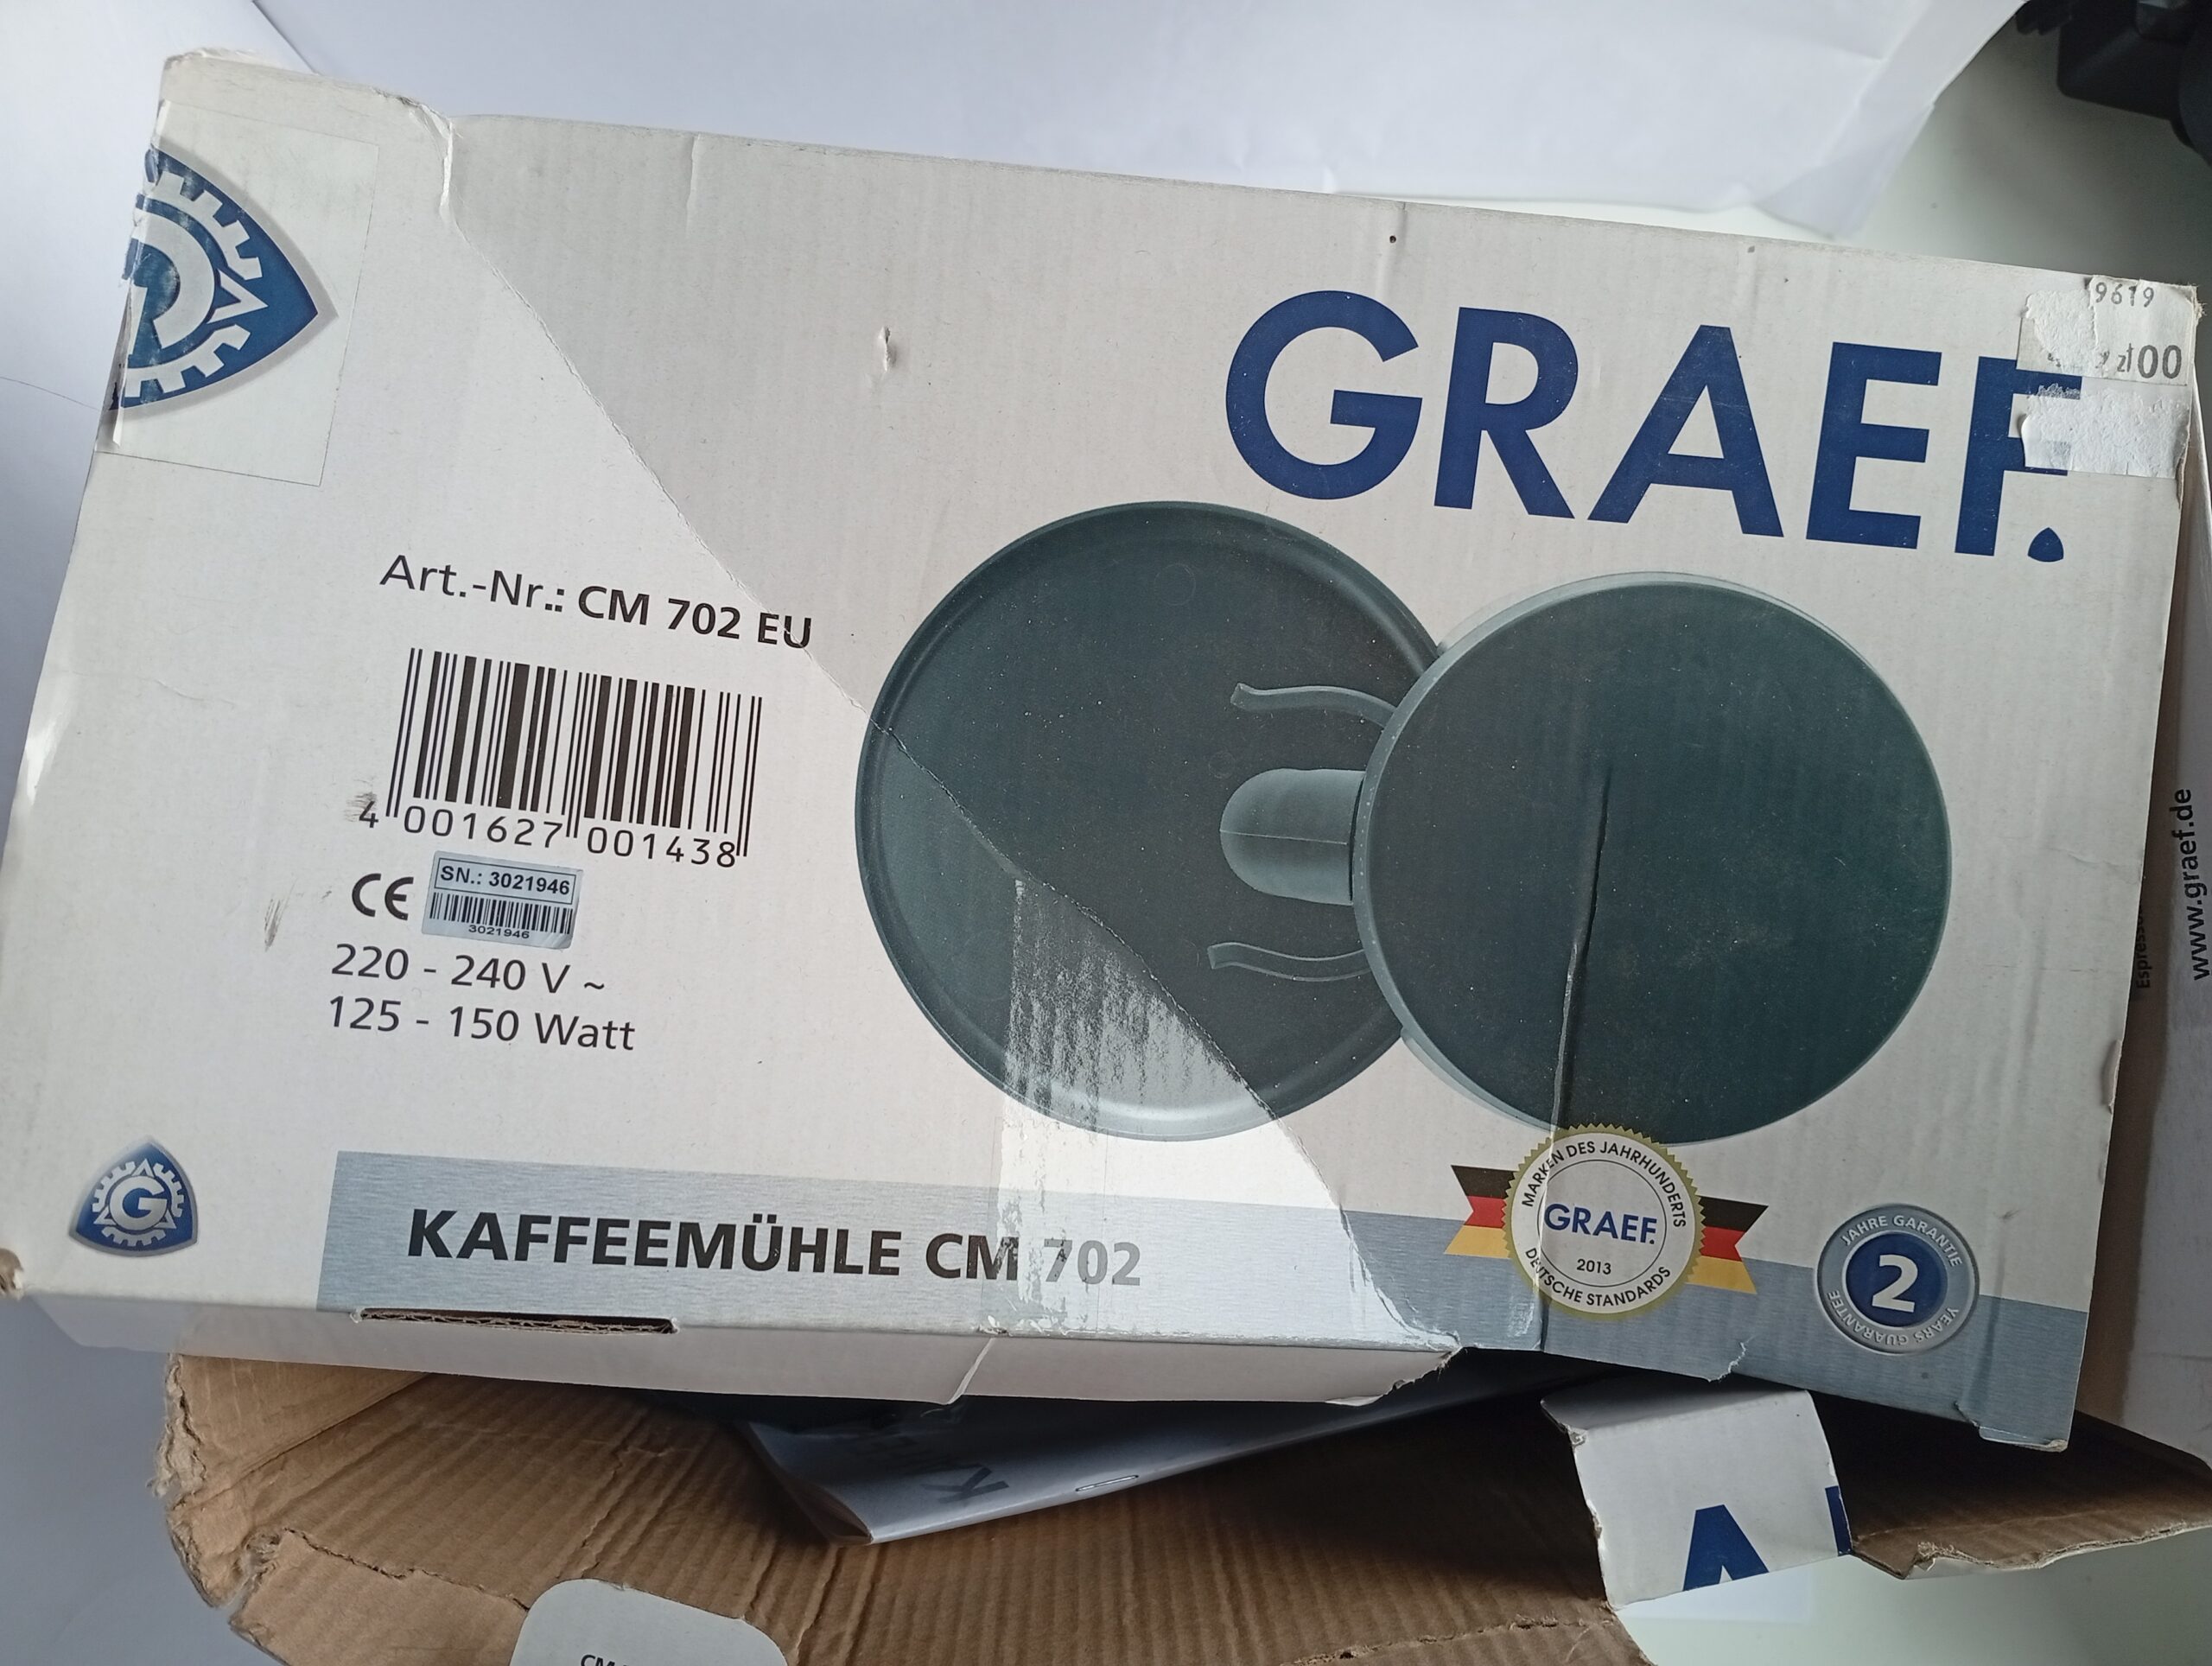 9619
zł00
GRAEF.
Art.-Nr.: CM 702 EU
4 001627 001438
CE
SN.: 3021946
3021946
220 - 240 V ~
125 - 150 Watt
G
KAFFEEMÜHLE CM 702
MARKEN DES JAHRHUNDERTS
GRAEF.
2013
DEUTSCHE STANDARDS
JAHRE GARANTIE
2
YEARS GUARANTEE
www.graef.de